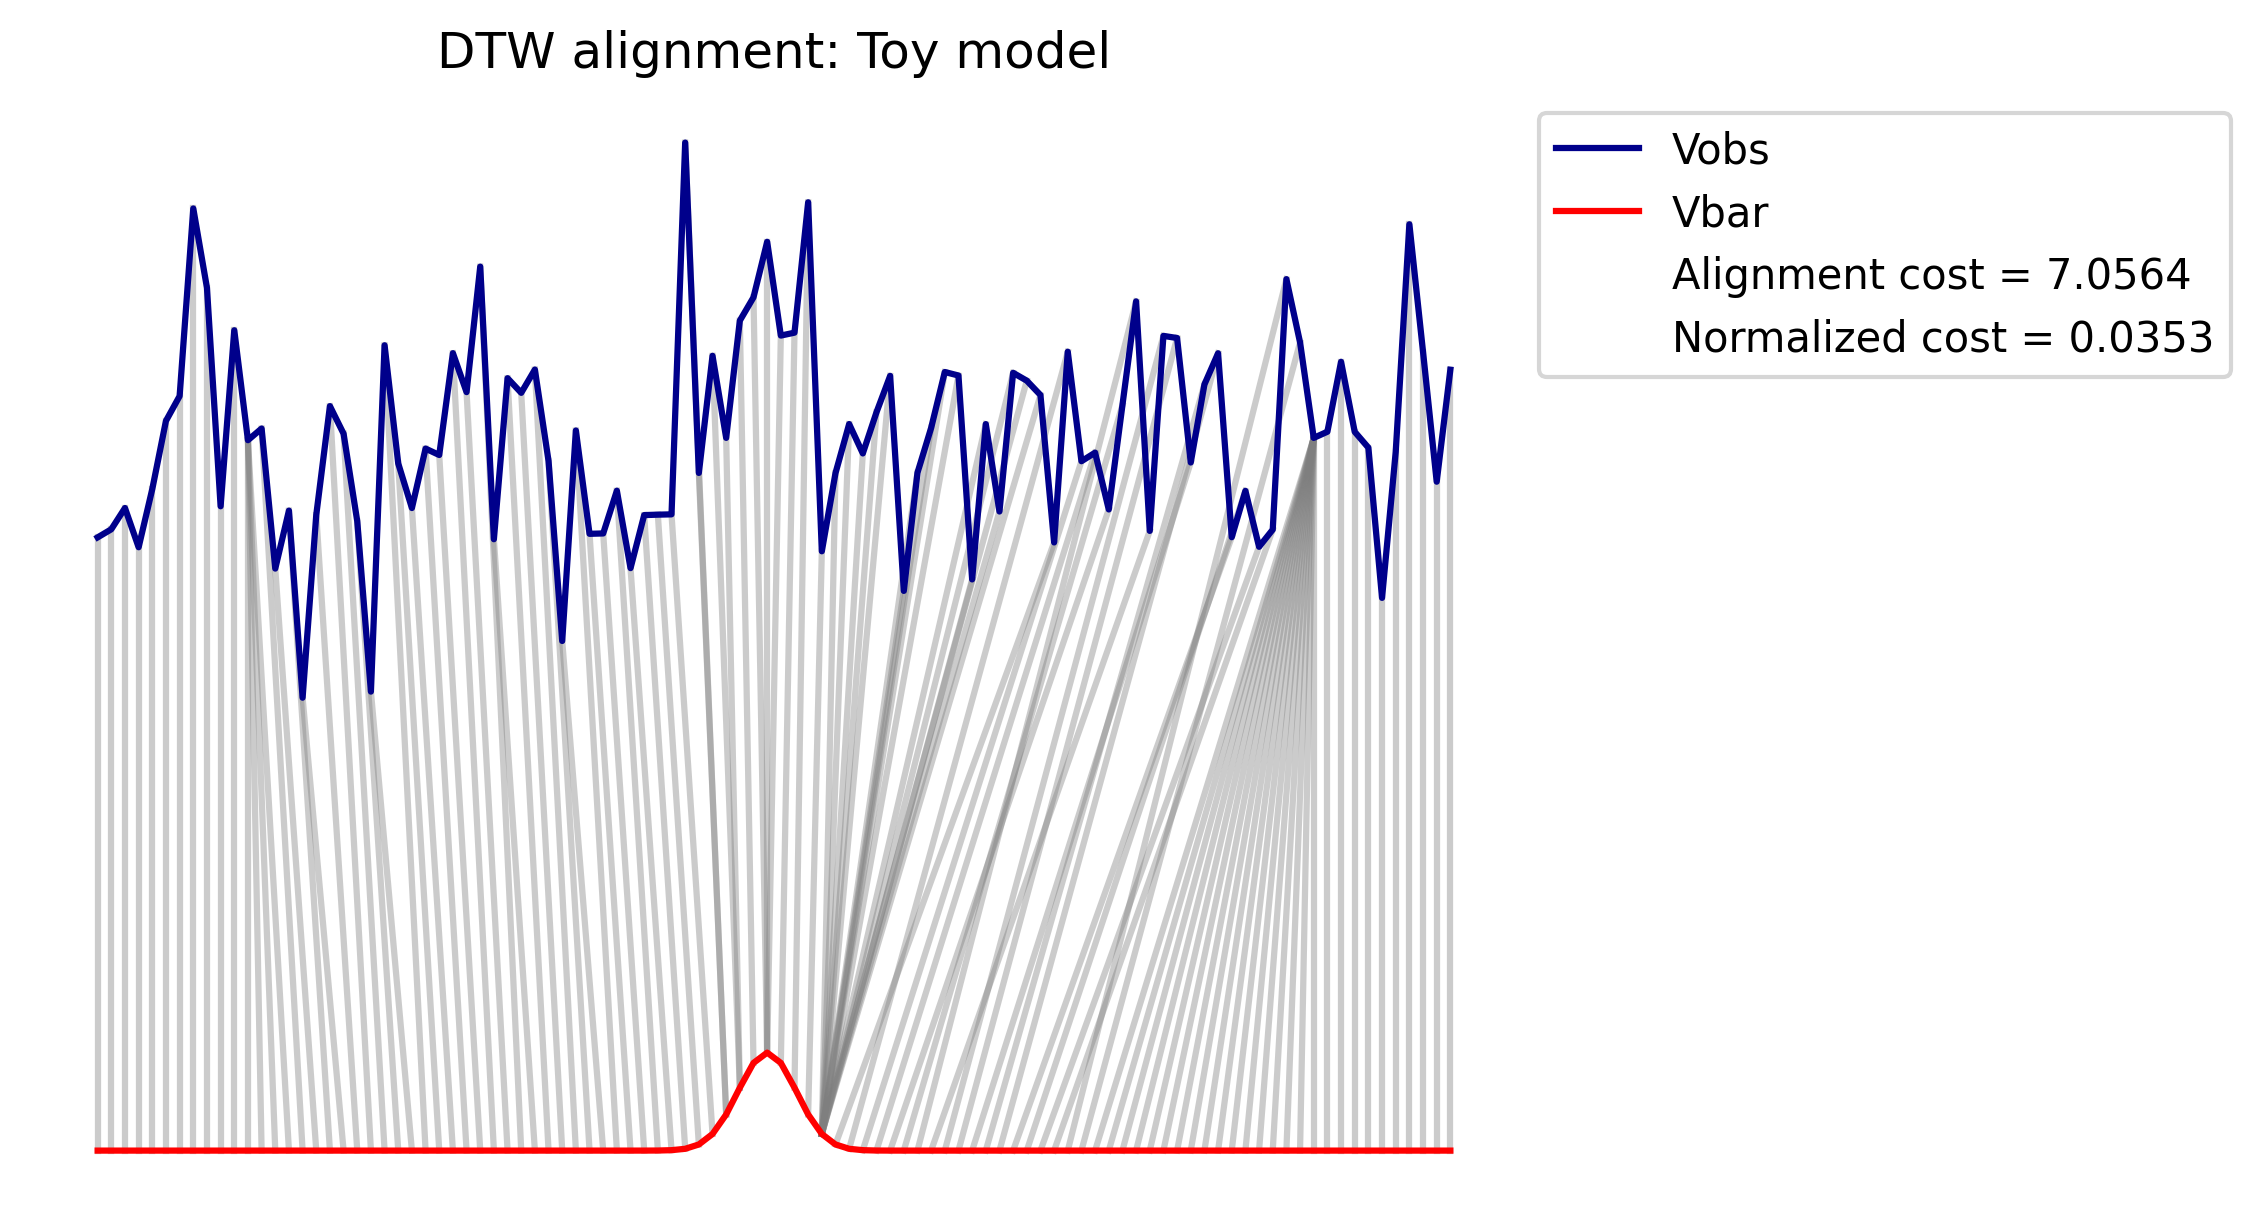 DTW alignment: Toy model
Vobs
Vbar
Alignment cost = 7.0564
Normalized cost = 0.0353